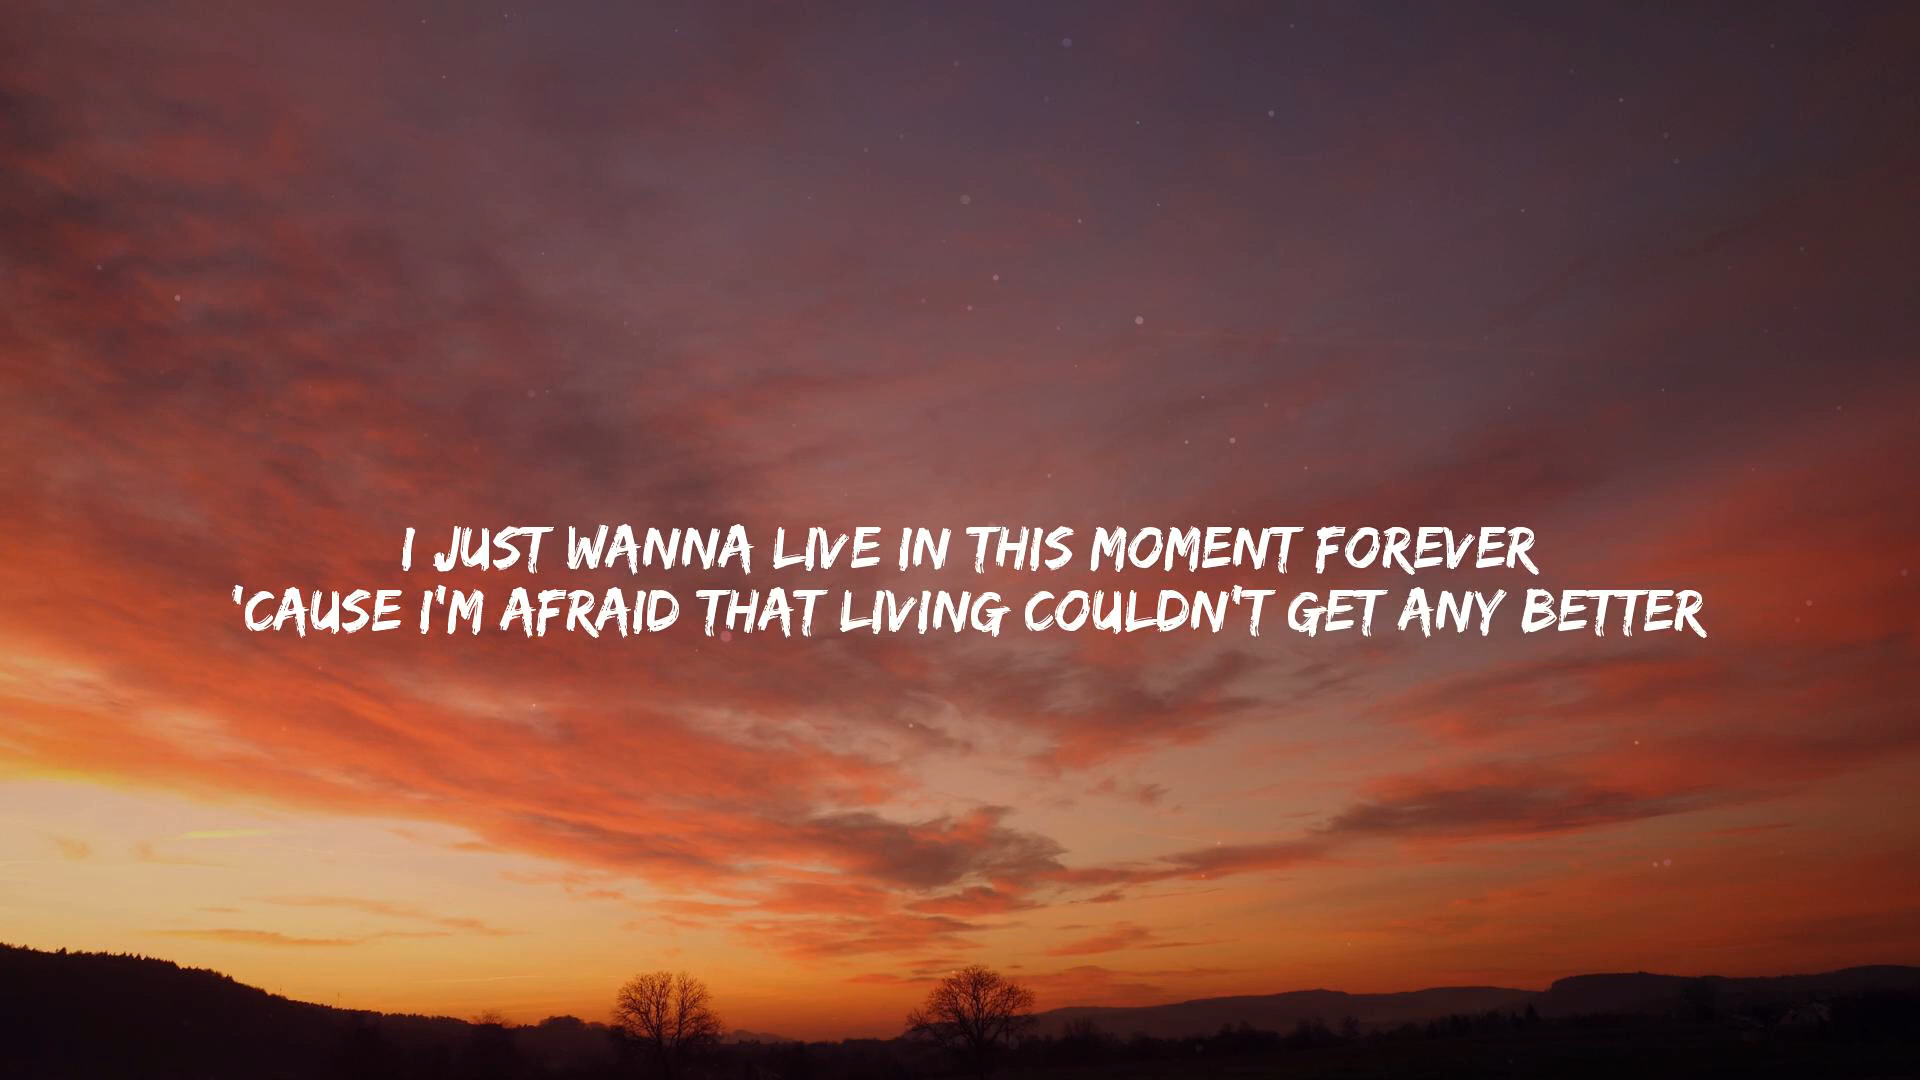 I JUST WANNA LIVE IN THIS MOMENT FOREVER
'CAUSE I'M AFRAID THAT LIVING COULDN'T GET ANY BETTER